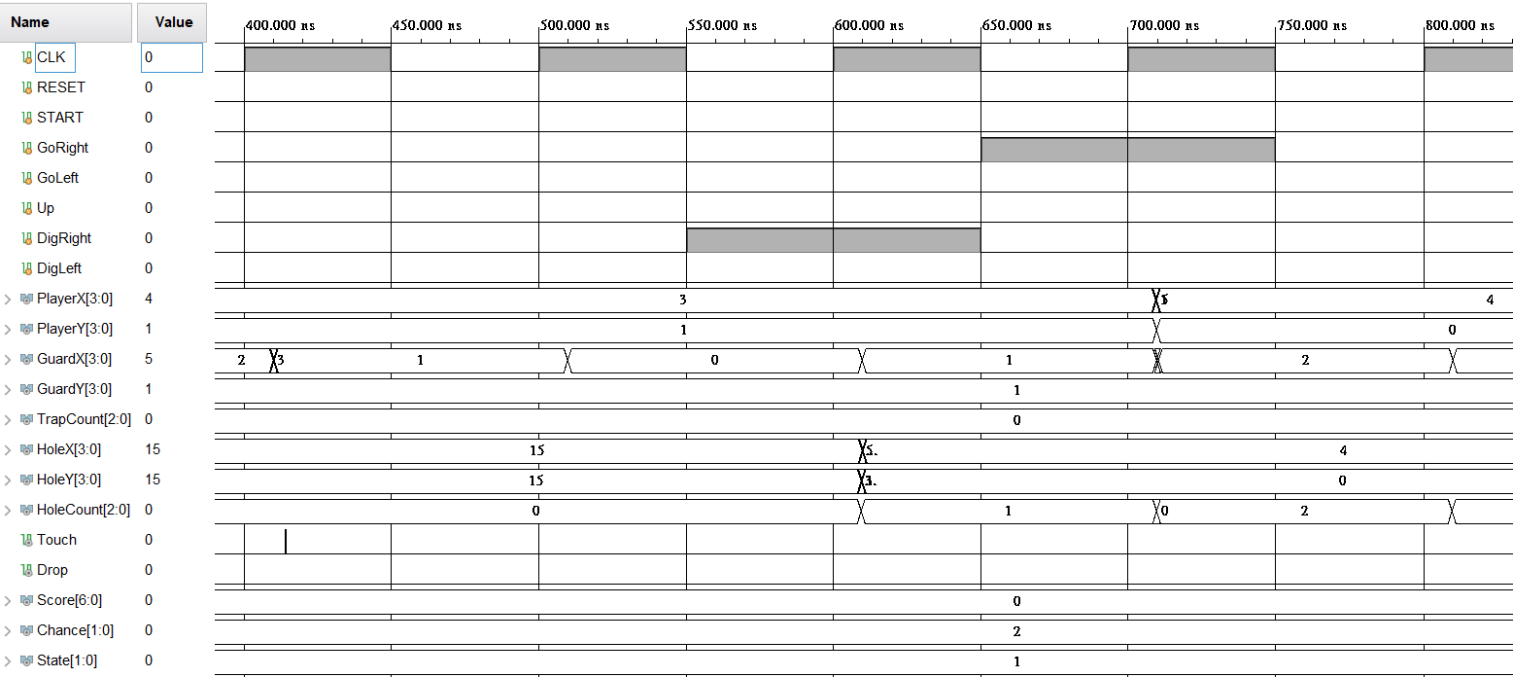 Name Value 400.000 ns 450.000 ns 500.000 ns 550.000 ns 600.000 ns 650.000 ns 700.000 ns 750.000 ns 800.000 ns
CLK 0
RESET 0
START 0
GoRight 0
GoLeft 0
Up 0
DigRight 0
DigLeft 0
PlayerX[3:0] 4 3 4
PlayerY[3:0] 1 1 0
GuardX[3:0] 5 2 3 1 0 1 2
GuardY[3:0] 1 1
TrapCount[2:0] 0 0
HoleX[3:0] 15 15 5. 4
HoleY[3:0] 15 15 0
HoleCount[2:0] 0 0 1 0 2
Touch 0
Drop 0
Score[6:0] 0 0
Chance[1:0] 0 2
State[1:0] 0 1